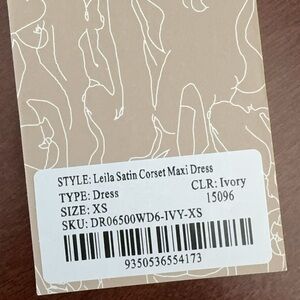 STYLE: Leila Satin Corset Maxi Dress
TYPE: Dress CLR: Ivory
SIZE: XS 15096
SKU: DR06500WD6-IVY-XS
9350536554173